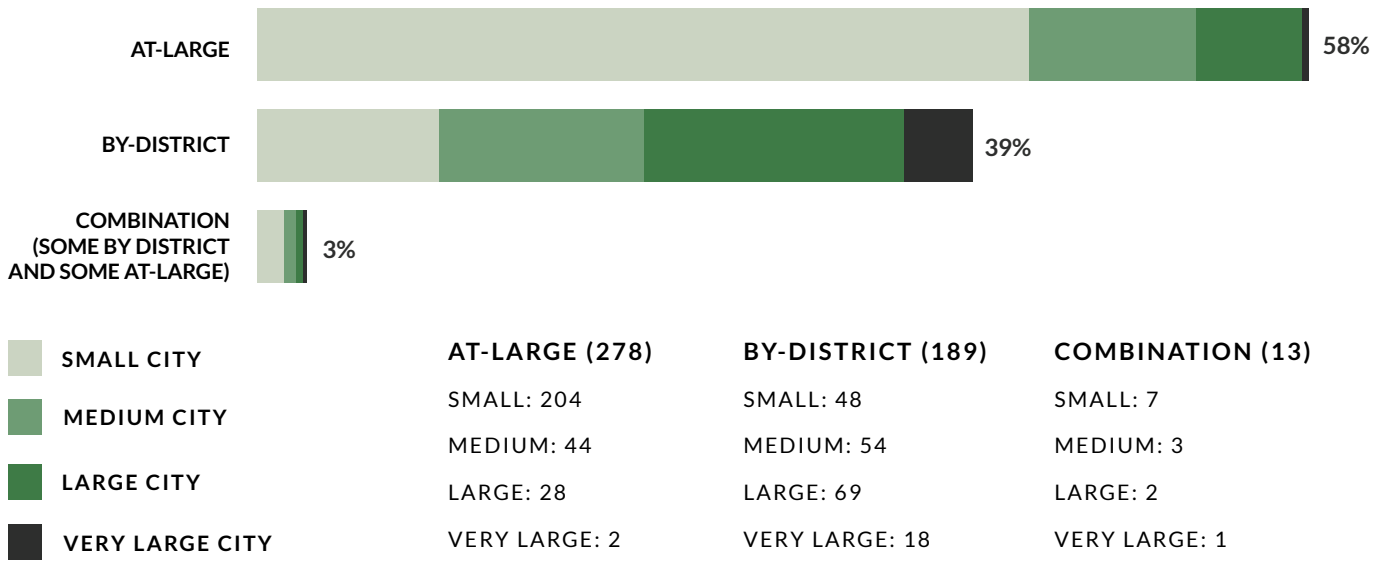 AT-LARGE
58%
BY-DISTRICT
39%
COMBINATION
(SOME BY DISTRICT
AND SOME AT-LARGE)
3%
SMALL CITY
MEDIUM CITY
LARGE CITY
VERY LARGE CITY
AT-LARGE (278)
SMALL: 204
MEDIUM: 44
LARGE: 28
VERY LARGE: 2
BY-DISTRICT (189)
SMALL: 48
MEDIUM: 54
LARGE: 69
VERY LARGE: 18
COMBINATION (13)
SMALL: 7
MEDIUM: 3
LARGE: 2
VERY LARGE: 1